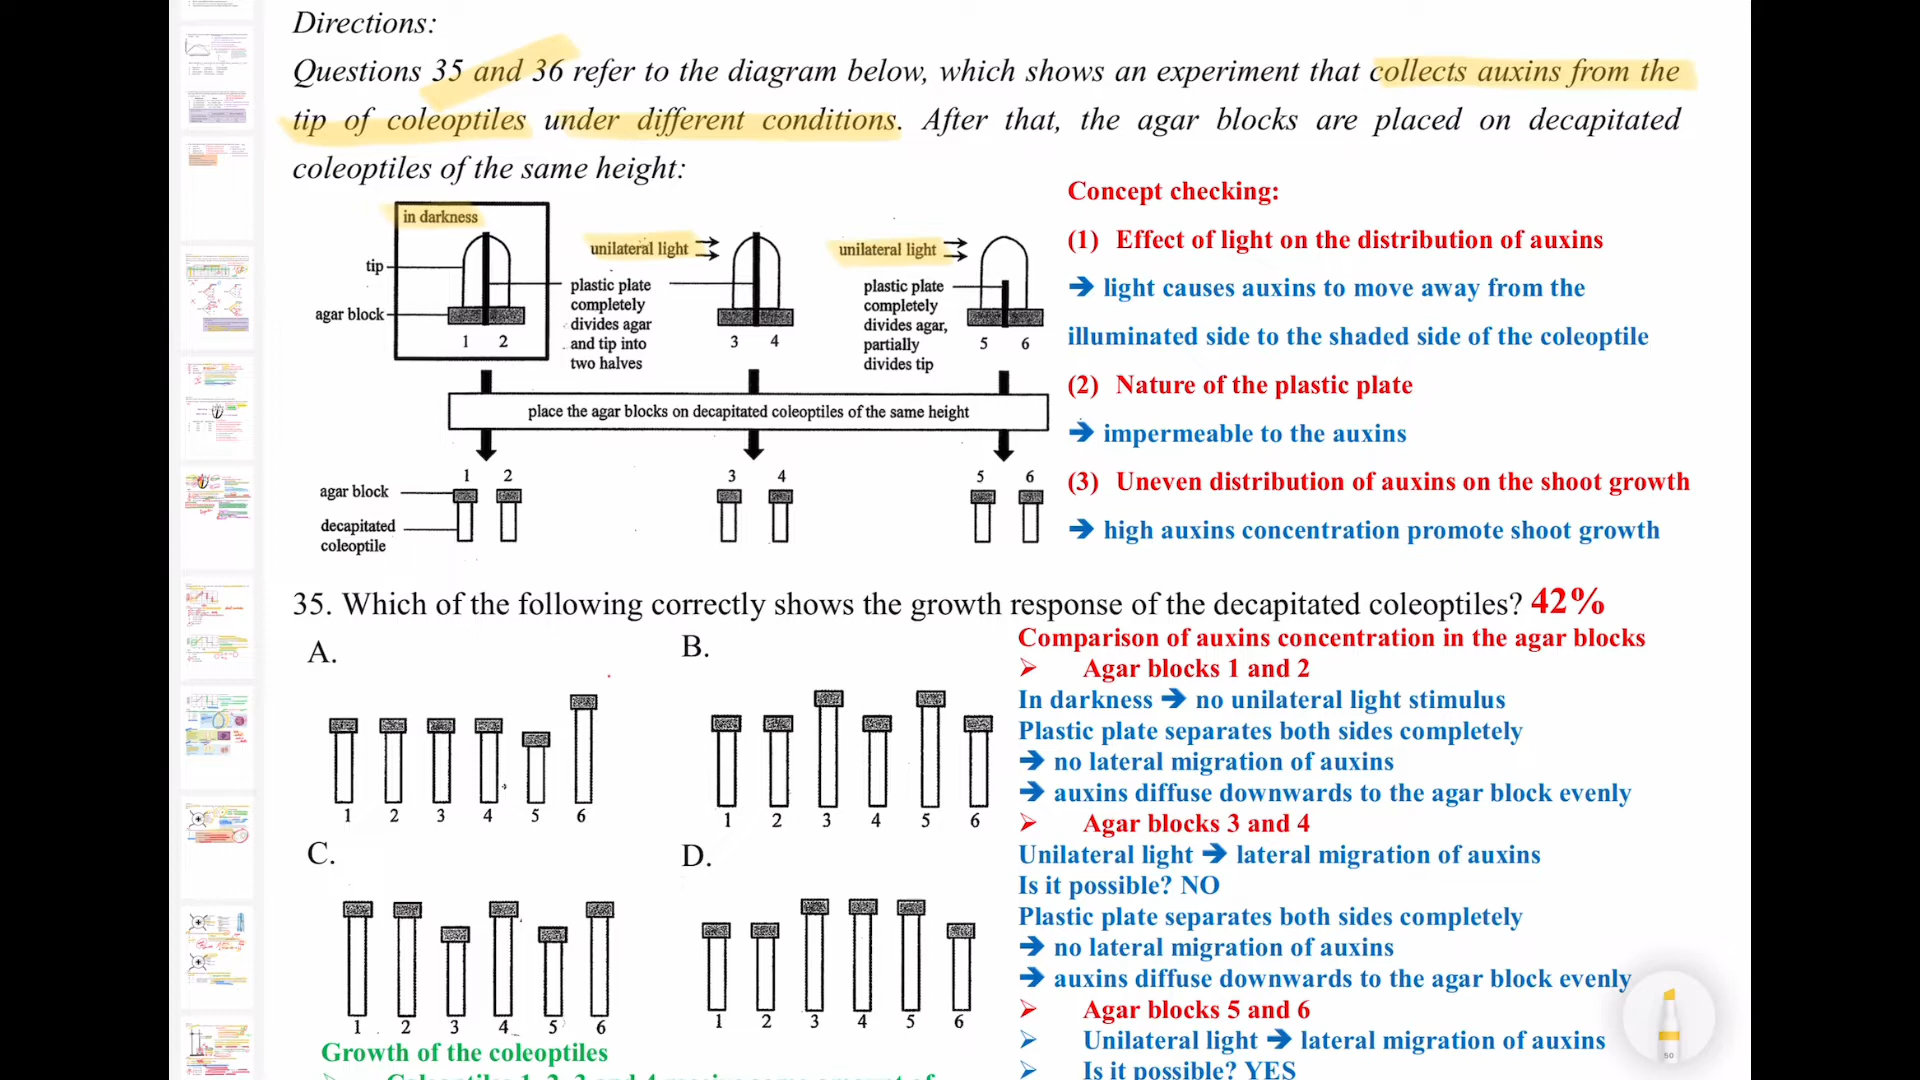 Directions:
Questions 35 and 36 refer to the diagram below, which shows an experiment that collects auxins from the
tip of coleoptiles under different conditions. After that, the agar blocks are placed on decapitated
coleoptiles of the same height:
in darkness
tip
agar block
1 2
unilateral light
plastic plate
completely
divides agar
and tip into
two halves
3 4
unilateral light
plastic plate
completely
divides agar,
partially
divides tip
5 6
place the agar blocks on decapitated coleoptiles of the same height
1 2 3 4 5 6
agar block
decapitated
coleoptile
Concept checking:
(1) Effect of light on the distribution of auxins
➔ light causes auxins to move away from the
illuminated side to the shaded side of the coleoptile
(2) Nature of the plastic plate
➔ impermeable to the auxins
(3) Uneven distribution of auxins on the shoot growth
➔ high auxins concentration promote shoot growth
35. Which of the following correctly shows the growth response of the decapitated coleoptiles? 42%
A.
1 2 3 4 5 6
B.
1 2 3 4 5 6
C.
1 2 3 4 5 6
D.
1 2 3 4 5 6
Growth of the coleoptiles
Coleoptiles 1, 2, 3 and 4 receive same amount of
Comparison of auxins concentration in the agar blocks
➢ Agar blocks 1 and 2
In darkness ➔ no unilateral light stimulus
Plastic plate separates both sides completely
➔ no lateral migration of auxins
➔ auxins diffuse downwards to the agar block evenly
➢ Agar blocks 3 and 4
Unilateral light ➔ lateral migration of auxins
Is it possible? NO
Plastic plate separates both sides completely
➔ no lateral migration of auxins
➔ auxins diffuse downwards to the agar block evenly
➢ Agar blocks 5 and 6
➢ Unilateral light ➔ lateral migration of auxins
➢ Is it possible? YES
50